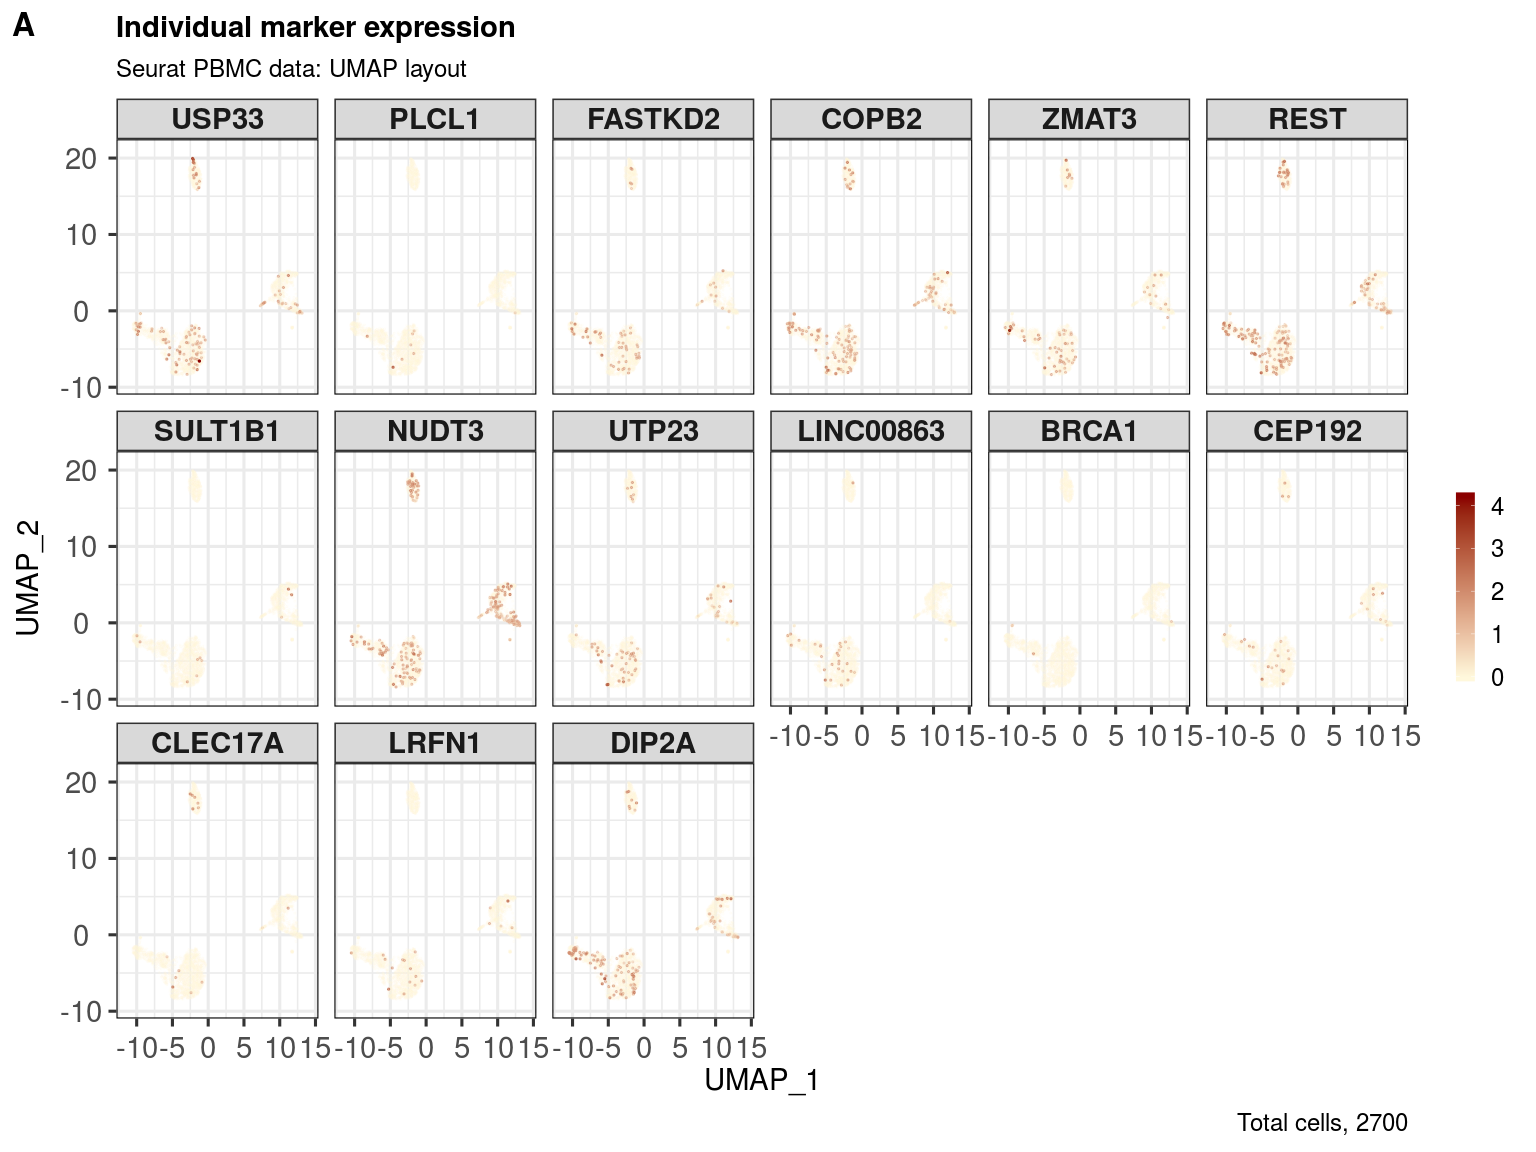 A
Individual marker expression
Seurat PBMC data: UMAP layout
USP33 PLCL1 FASTKD2 COPB2 ZMAT3 REST
20
10
0
-10
SULT1B1 NUDT3 UTP23 LINC00863 BRCA1 CEP192
20
10
0
-10
-10 -5 0 5 10 15 -10 -5 0 5 10 15 -10 -5 0 5 10 15
CLEC17A LRFN1 DIP2A
20
10
0
-10
-10 -5 0 5 10 15 -10 -5 0 5 10 15 -10 -5 0 5 10 15
UMAP_2
UMAP_1
4
3
2
1
0
Total cells, 2700